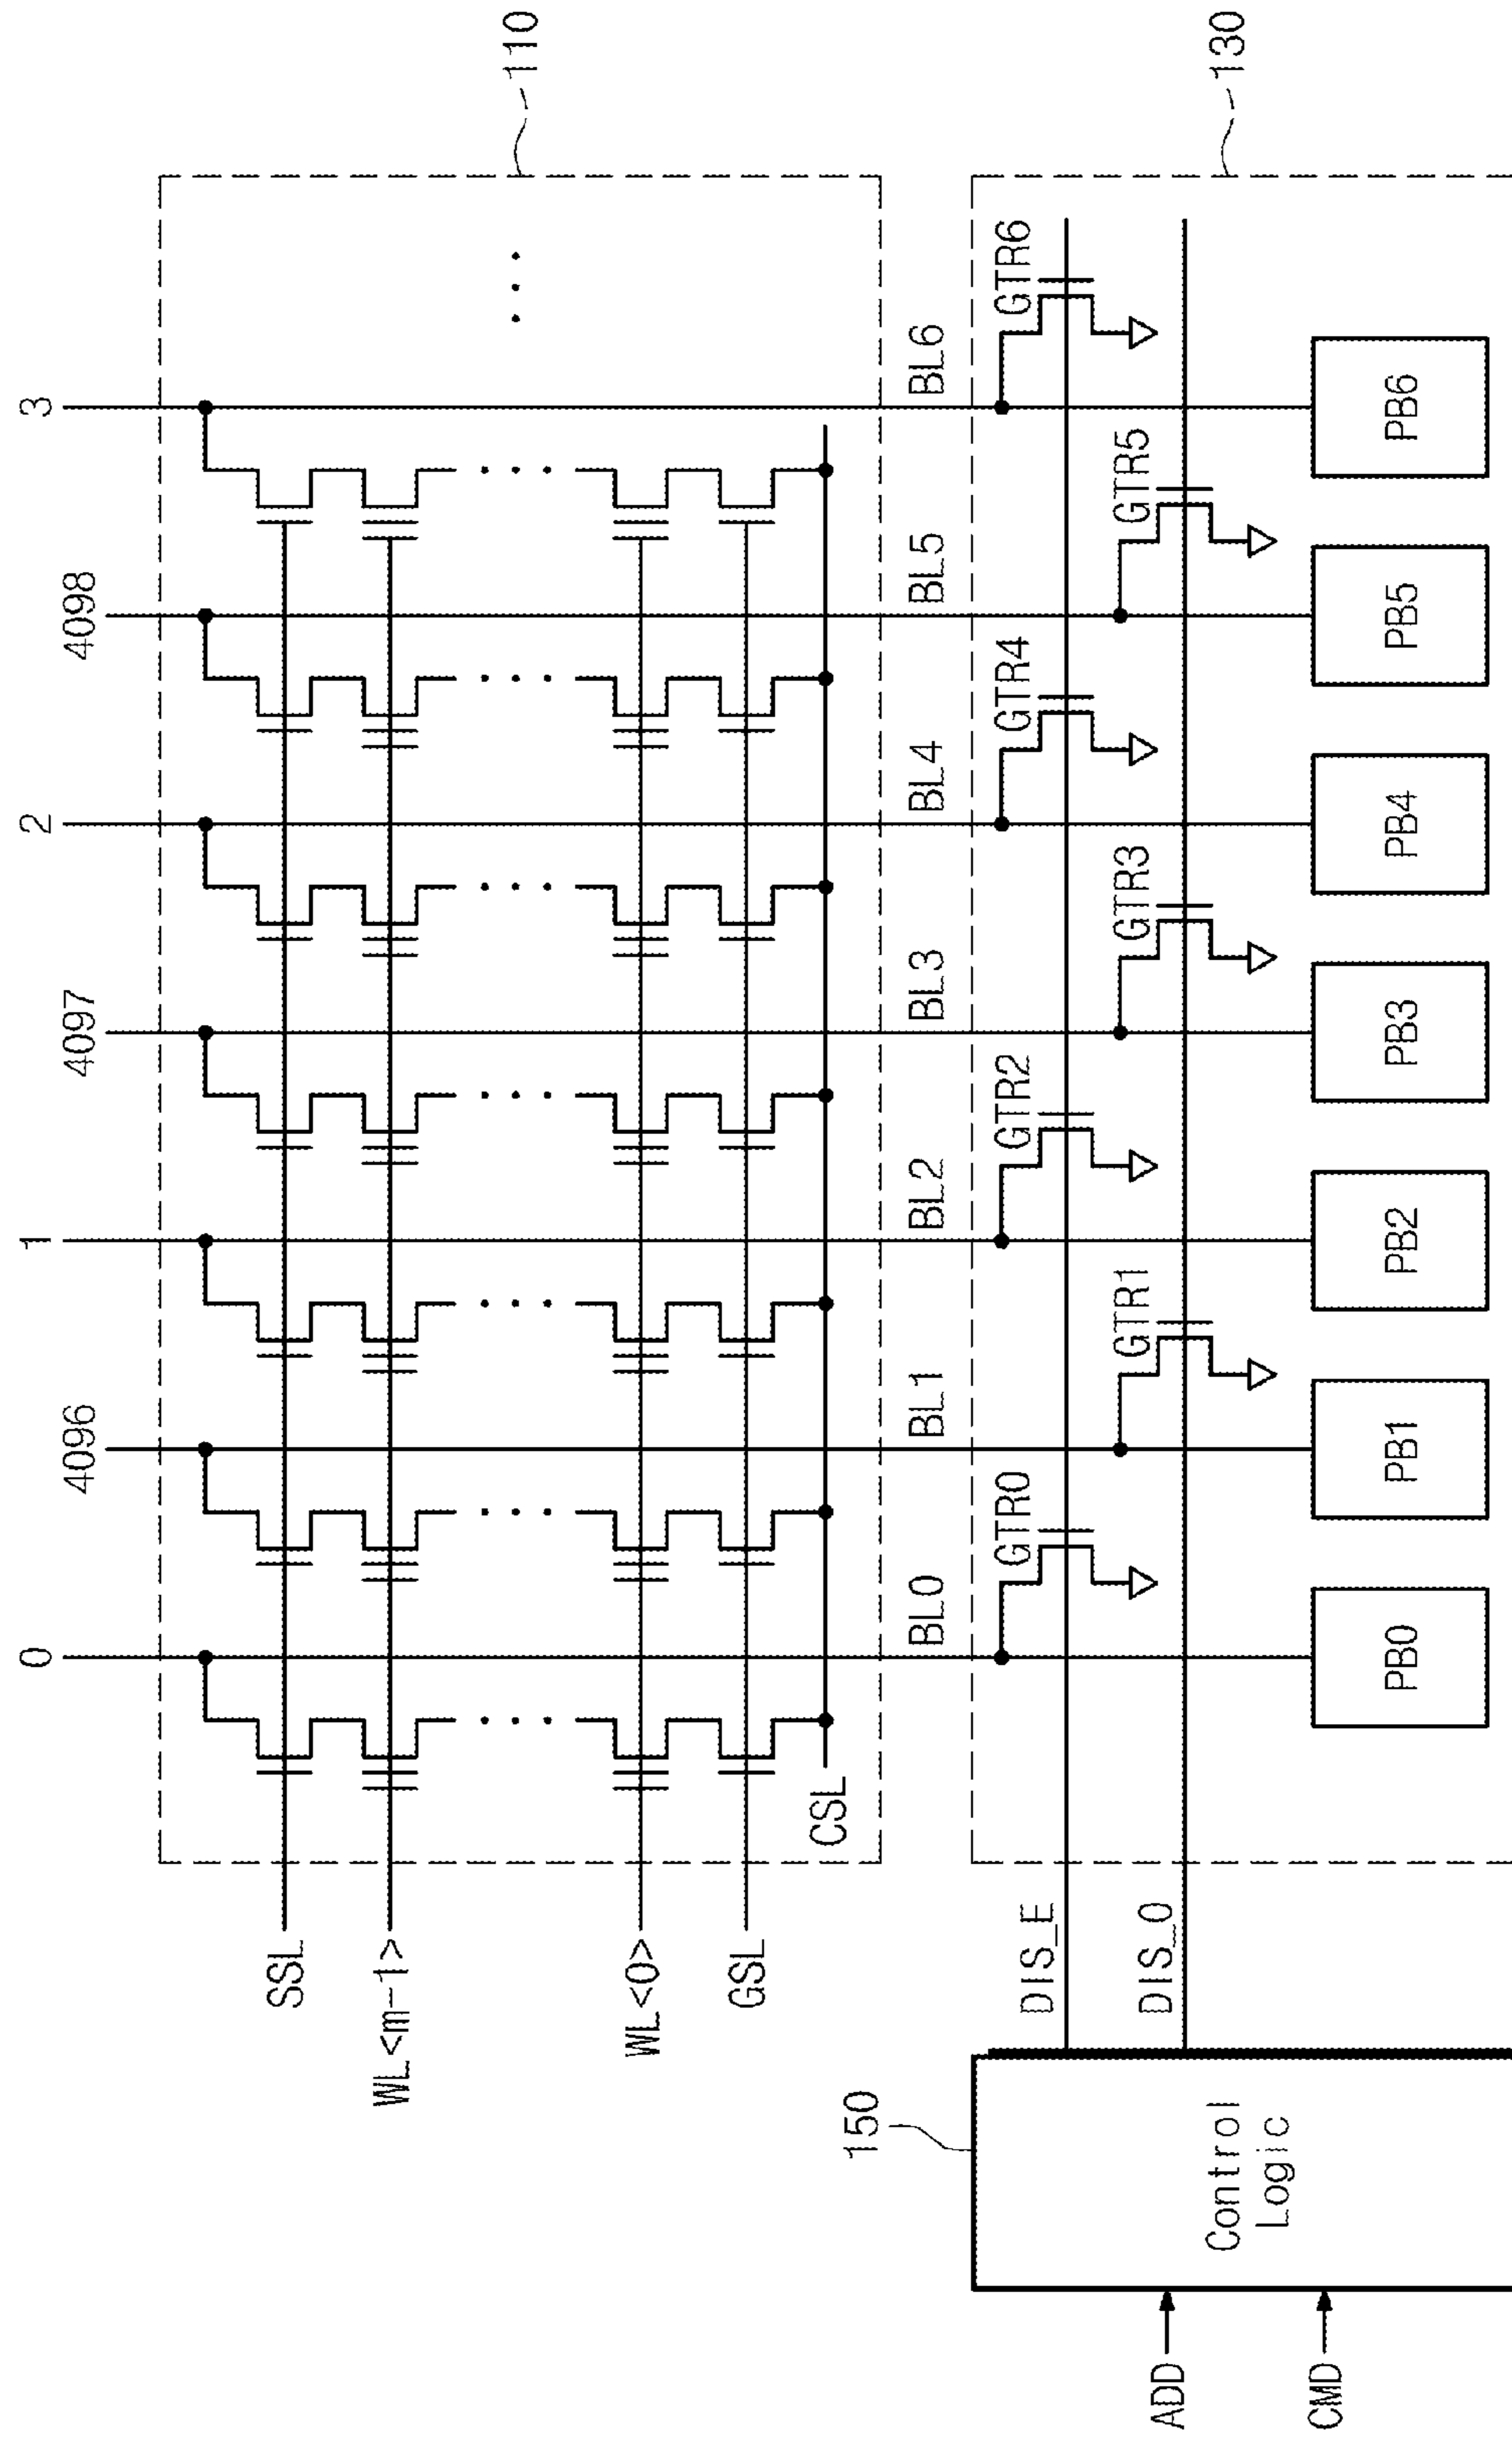 0
4096
1
4097
2
4098
3
SSL
WL<m-1>
WL<0>
GSL
CSL
110
BL0
BL1
BL2
BL3
BL4
BL5
BL6
130
150
DIS_E
DIS_O
GTR0
GTR1
GTR2
GTR3
GTR4
GTR5
GTR6
ADD
CMD
Control
Logic
PB0
PB1
PB2
PB3
PB4
PB5
PB6